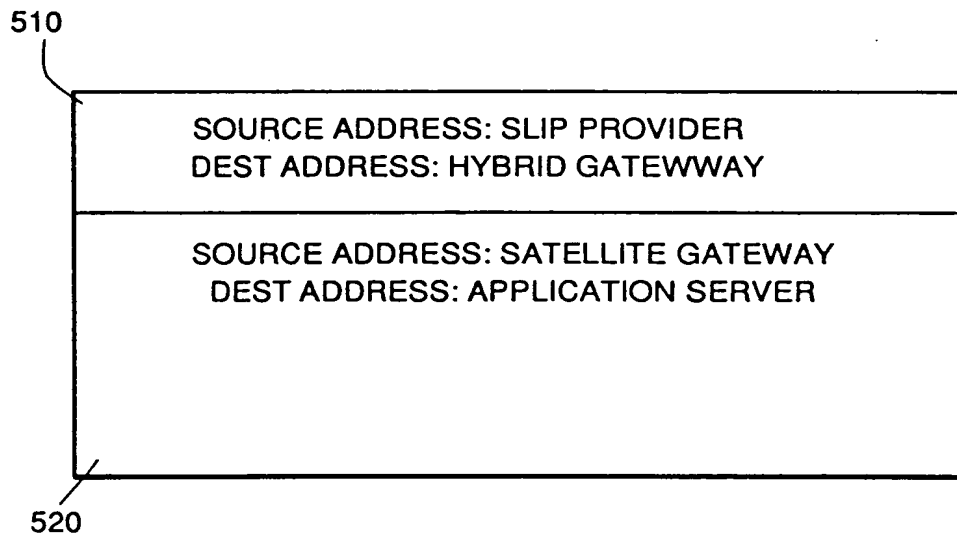 510
SOURCE ADDRESS: SLIP PROVIDER
DEST ADDRESS: HYBRID GATEWWAY
SOURCE ADDRESS: SATELLITE GATEWAY
DEST ADDRESS: APPLICATION SERVER
520